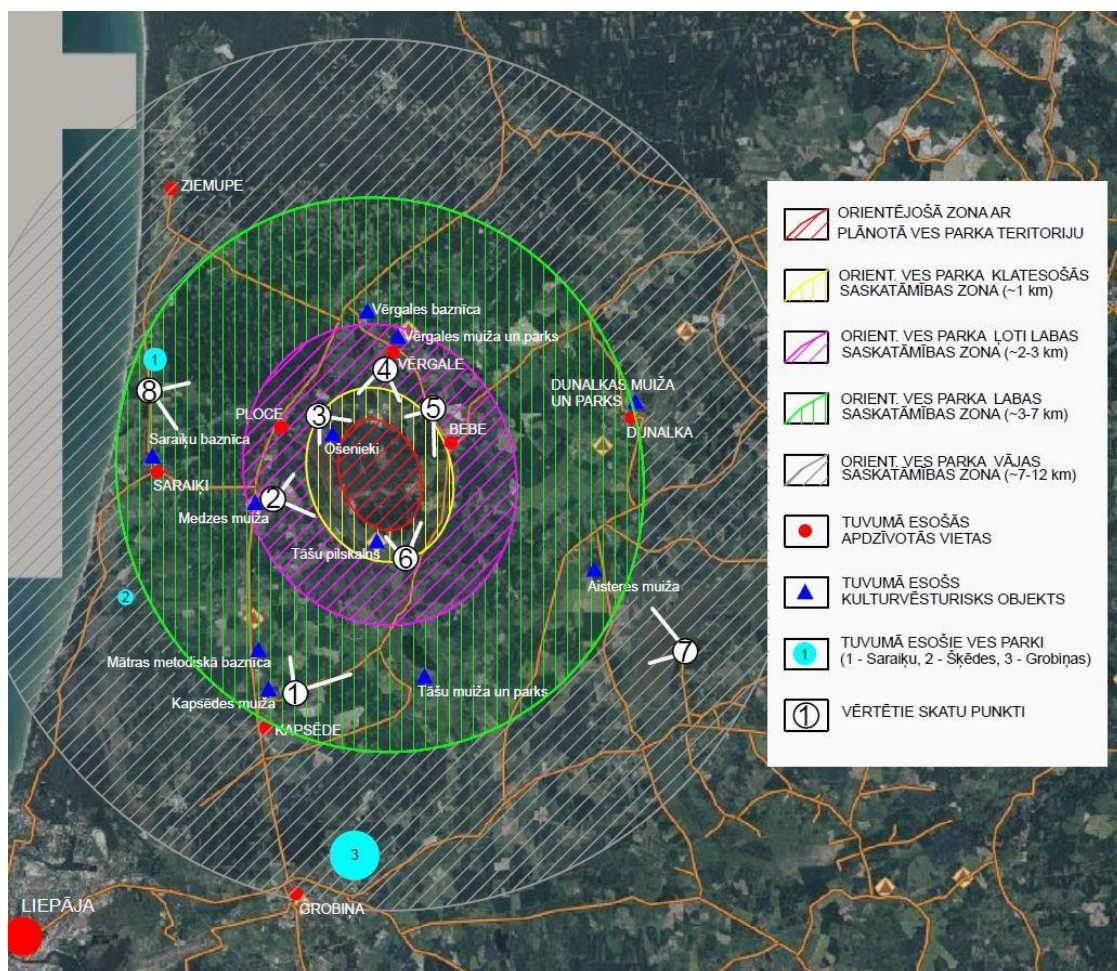 ZIEMUPE
Vērgales baznīca
Vērgales muiža un parks
VĒRGALE
1
8
4
3
5
PLOCE
BEBE
Ošenieki
DUNALKAS MUIŽA
UN PARKS
DUNALKA
Saraiķu baznīca
SARAIĶI
2
Medzes muiža
Tāšu pilskalns
6
Aisteres muiža
2
7
Mātras metodiskā baznīca
Kapsēdes muiža
1
Tāšu muiža un parks
KAPSĒDE
3
GROBIŅA
LIEPĀJA
ORIENTĒJOŠĀ ZONA AR
PLĀNOTĀ VES PARKA TERITORIJU
ORIENT. VES PARKA KLATESOŠĀS
SASKATĀMĪBAS ZONA (~1 km)
ORIENT. VES PARKA ĻOTI LABAS
SASKATĀMĪBAS ZONA (~2-3 km)
ORIENT. VES PARKA LABAS
SASKATĀMĪBAS ZONA (~3-7 km)
ORIENT. VES PARKA VĀJAS
SASKATĀMĪBAS ZONA (~7-12 km)
TUVUMĀ ESOŠĀS
APDZĪVOTĀS VIETAS
TUVUMĀ ESOŠS
KULTURVĒSTURISKS OBJEKTS
1
TUVUMĀ ESOŠIE VES PARKI
(1 - Saraiķu, 2 - Šķēdes, 3 - Grobiņas)
1
VĒRTĒTIE SKATU PUNKTI